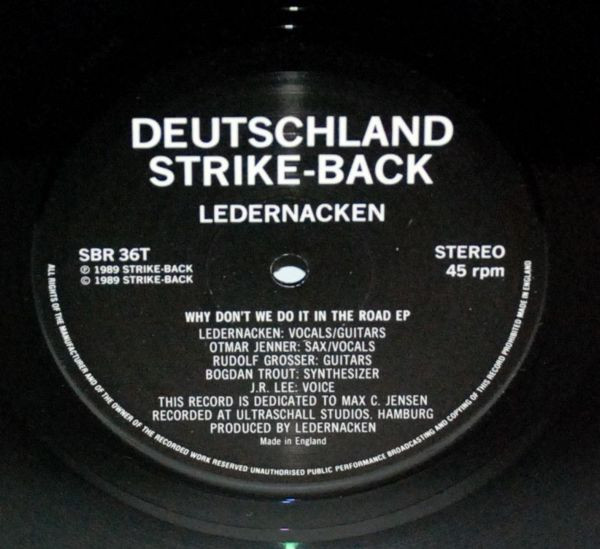 DEUTSCHLAND
STRIKE-BACK
LEDERNACKEN
SBR 36T
℗ 1989 STRIKE-BACK
© 1989 STRIKE-BACK
STEREO
45 rpm
WHY DON'T WE DO IT IN THE ROAD EP
LEDERNACKEN: VOCALS/GUITARS
OTMAR JENNER: SAX/VOCALS
RUDOLF GROSSER: GUITARS
BOGDAN TROUT: SYNTHESIZER
J.R. LEE: VOICE
THIS RECORD IS DEDICATED TO MAX C. JENSEN
RECORDED AT ULTRASCHALL STUDIOS, HAMBURG
PRODUCED BY LEDERNACKEN
Made in England
ALL RIGHTS OF THE MANUFACTURER AND OF THE OWNER OF THE RECORDED WORK RESERVED UNAUTHORISED PUBLIC PERFORMANCE BROADCASTING AND COPYING OF THIS RECORD PROHIBITED MADE IN ENGLAND